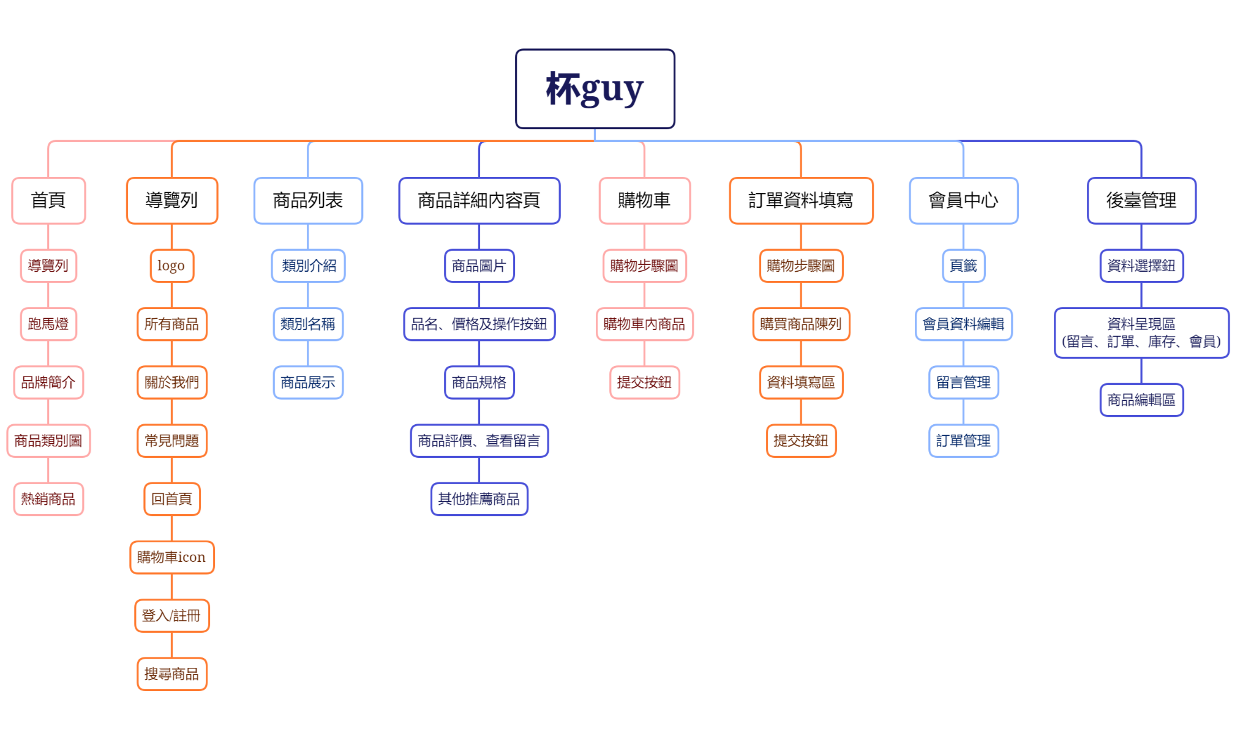 杯guy
首頁
導覽列
跑馬燈
品牌簡介
商品類別圖
熱銷商品
導覽列
logo
所有商品
關於我們
常見問題
回首頁
購物車icon
登入/註冊
搜尋商品
商品列表
類別介紹
類別名稱
商品展示
商品詳細內容頁
商品圖片
品名、價格及操作按鈕
商品規格
商品評價、查看留言
其他推薦商品
購物車
購物步驟圖
購物車內商品
提交按鈕
訂單資料填寫
購物步驟圖
購買商品陳列
資料填寫區
提交按鈕
會員中心
頁籤
會員資料編輯
留言管理
訂單管理
後臺管理
資料選擇鈕
資料呈現區
(留言、訂單、庫存、會員)
商品編輯區